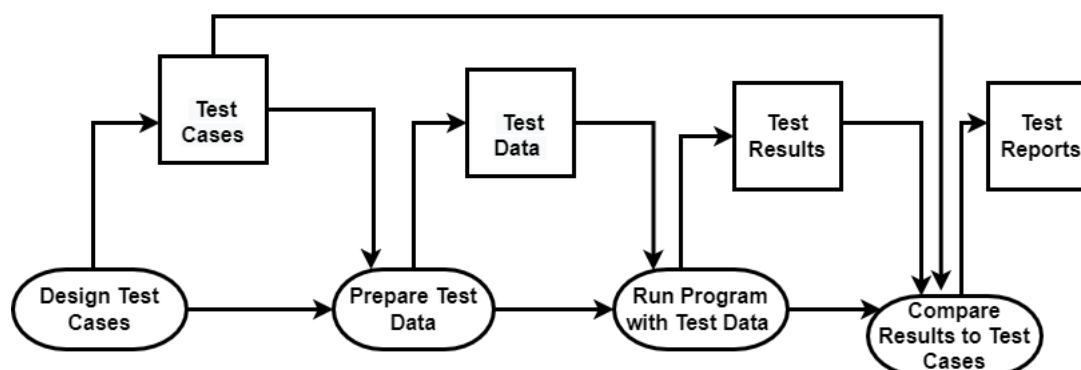 Test
Cases
Test
Data
Test
Results
Test
Reports
Design Test
Cases
Prepare Test
Data
Run Program
with Test Data
Compare
Results to Test
Cases